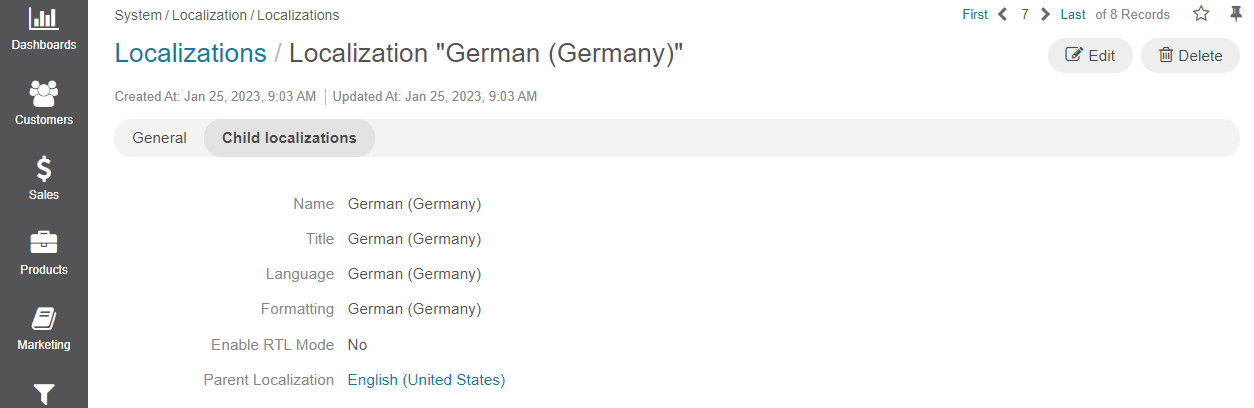 Dashboards
Customers
Sales
Products
Marketing
System / Localization / Localizations
First 7 Last of 8 Records
Localizations / Localization "German (Germany)"
Edit Delete
Created At: Jan 25, 2023, 9:03 AM Updated At: Jan 25, 2023, 9:03 AM
General Child localizations
Name German (Germany)
Title German (Germany)
Language German (Germany)
Formatting German (Germany)
Enable RTL Mode No
Parent Localization English (United States)